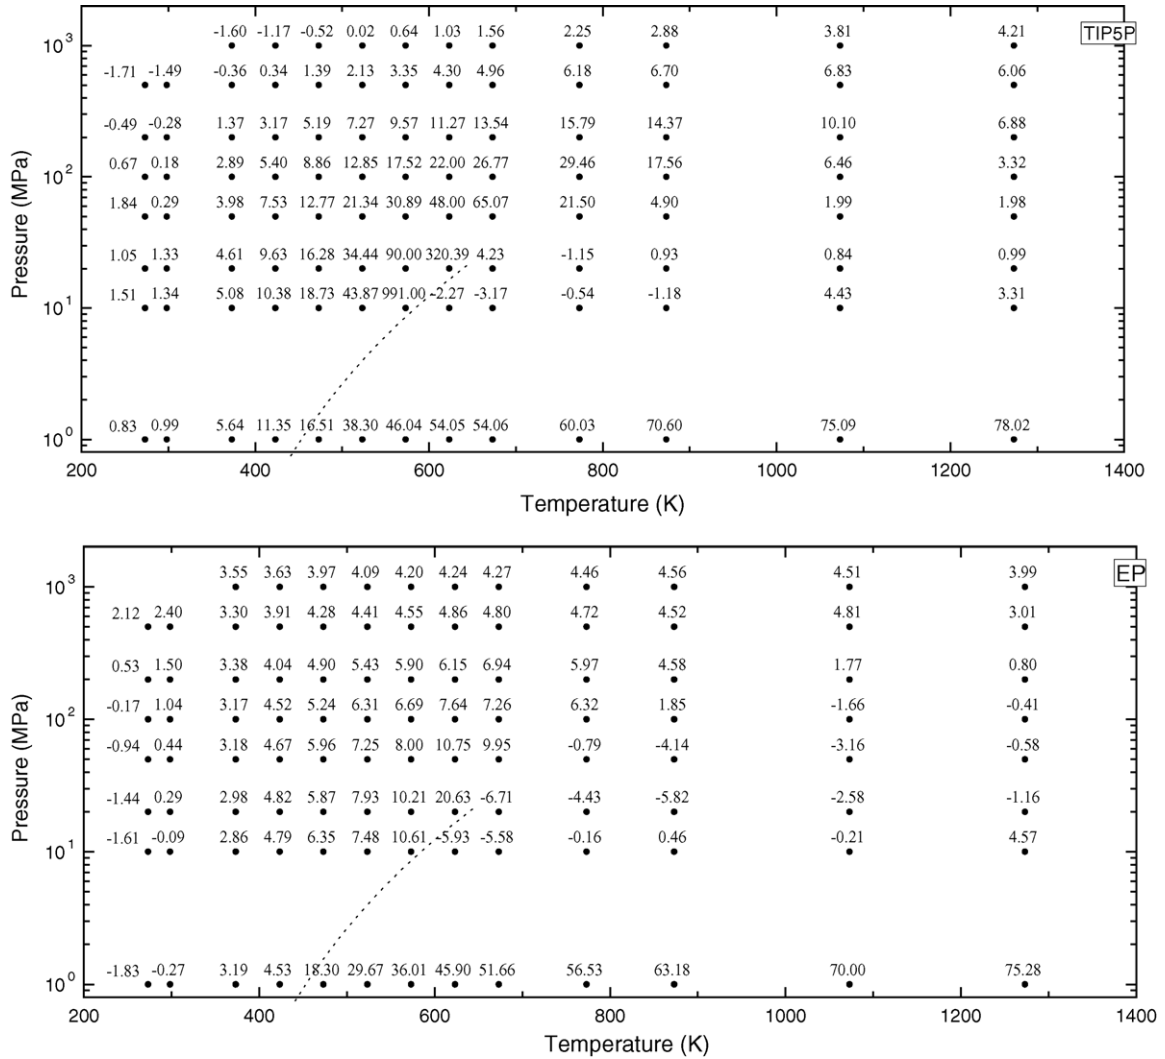 10³
-1.60 -1.17 -0.52 0.02 0.64 1.03 1.56 2.25 2.88 3.81 4.21
TIP5P
-1.71 -1.49 -0.36 0.34 1.39 2.13 3.35 4.30 4.96 6.18 6.70 6.83 6.06
-0.49 -0.28 1.37 3.17 5.19 7.27 9.57 11.27 13.54 15.79 14.37 10.10 6.88
10²
0.67 0.18 2.89 5.40 8.86 12.85 17.52 22.00 26.77 29.46 17.56 6.46 3.32
1.84 0.29 3.98 7.53 12.77 21.34 30.89 48.00 65.07 21.50 4.90 1.99 1.98
1.05 1.33 4.61 9.63 16.28 34.44 90.00 320.39 4.23 -1.15 0.93 0.84 0.99
10¹
1.51 1.34 5.08 10.38 18.73 43.87 991.00 -2.27 -3.17 -0.54 -1.18 4.43 3.31
0.83 0.99 5.64 11.35 16.51 38.30 46.04 54.05 54.06 60.03 70.60 75.09 78.02
10⁰
Pressure (MPa)
200 400 600 800 1000 1200 1400
Temperature (K)
10³
3.55 3.63 3.97 4.09 4.20 4.24 4.27 4.46 4.56 4.51 3.99
EP
2.12 2.40 3.30 3.91 4.28 4.41 4.55 4.86 4.80 4.72 4.52 4.81 3.01
0.53 1.50 3.38 4.04 4.90 5.43 5.90 6.15 6.94 5.97 4.58 1.77 0.80
10²
-0.17 1.04 3.17 4.52 5.24 6.31 6.69 7.64 7.26 6.32 1.85 -1.66 -0.41
-0.94 0.44 3.18 4.67 5.96 7.25 8.00 10.75 9.95 -0.79 -4.14 -3.16 -0.58
-1.44 0.29 2.98 4.82 5.87 7.93 10.21 20.63 -6.71 -4.43 -5.82 -2.58 -1.16
10¹
-1.61 -0.09 2.86 4.79 6.35 7.48 10.61 -5.93 -5.58 -0.16 0.46 -0.21 4.57
-1.83 -0.27 3.19 4.53 18.30 29.67 36.01 45.90 51.66 56.53 63.18 70.00 75.28
10⁰
Pressure (MPa)
200 400 600 800 1000 1200 1400
Temperature (K)